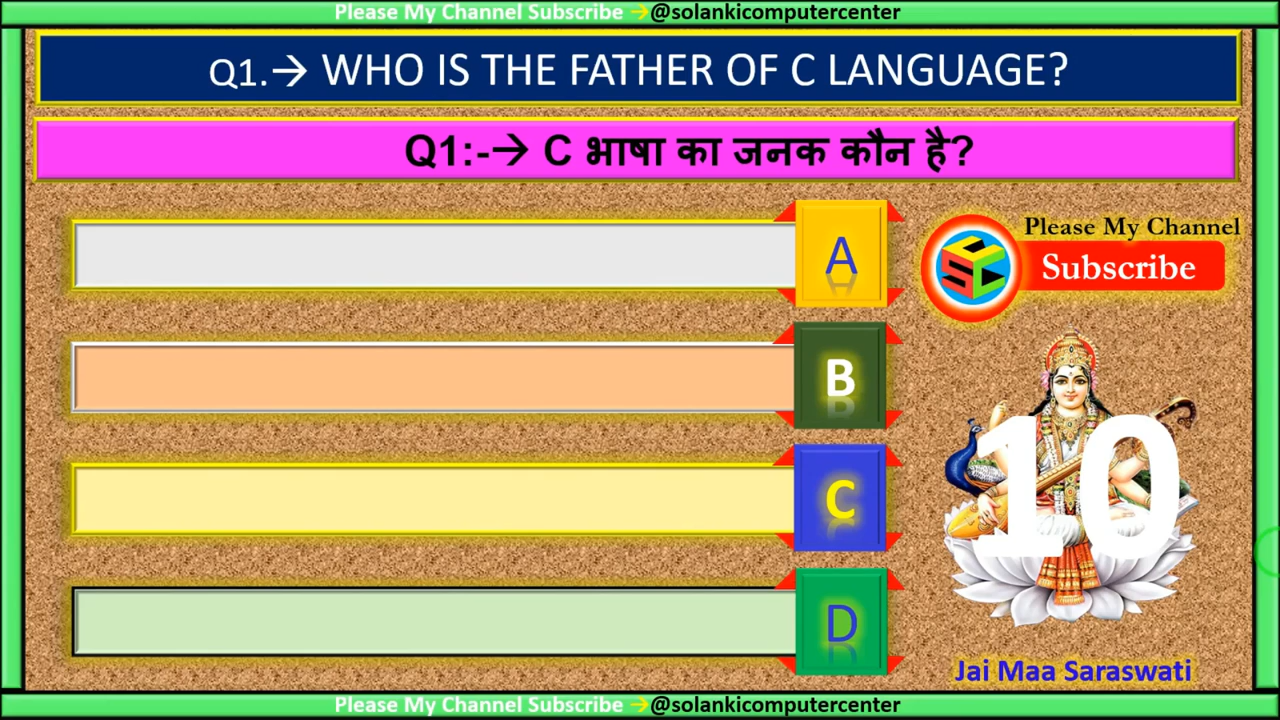 Please My Channel Subscribe →@solankicomputercenter
Q1.→ WHO IS THE FATHER OF C LANGUAGE?
Q1:-→ C भाषा का जनक कौन है?
A
Please My Channel
Subscribe
SCC
B
10
C
D
Jai Maa Saraswati
Please My Channel Subscribe →@solankicomputercenter